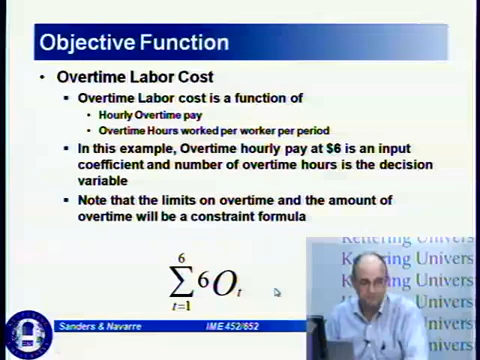 Objective Function
• Overtime Labor Cost
Overtime Labor cost is a function of
Hourly Overtime pay
Overtime Hours worked per worker per period
In this example, Overtime hourly pay at $6 is an input
coefficient and number of overtime hours is the decision
variable
Note that the limits on overtime and the amount of
overtime will be a constraint formula
6
∑ 6Oₜ
t=1
Kettering Univers
Kettering Univers
Kettering Univers
Sanders & Navarre IME 452/652